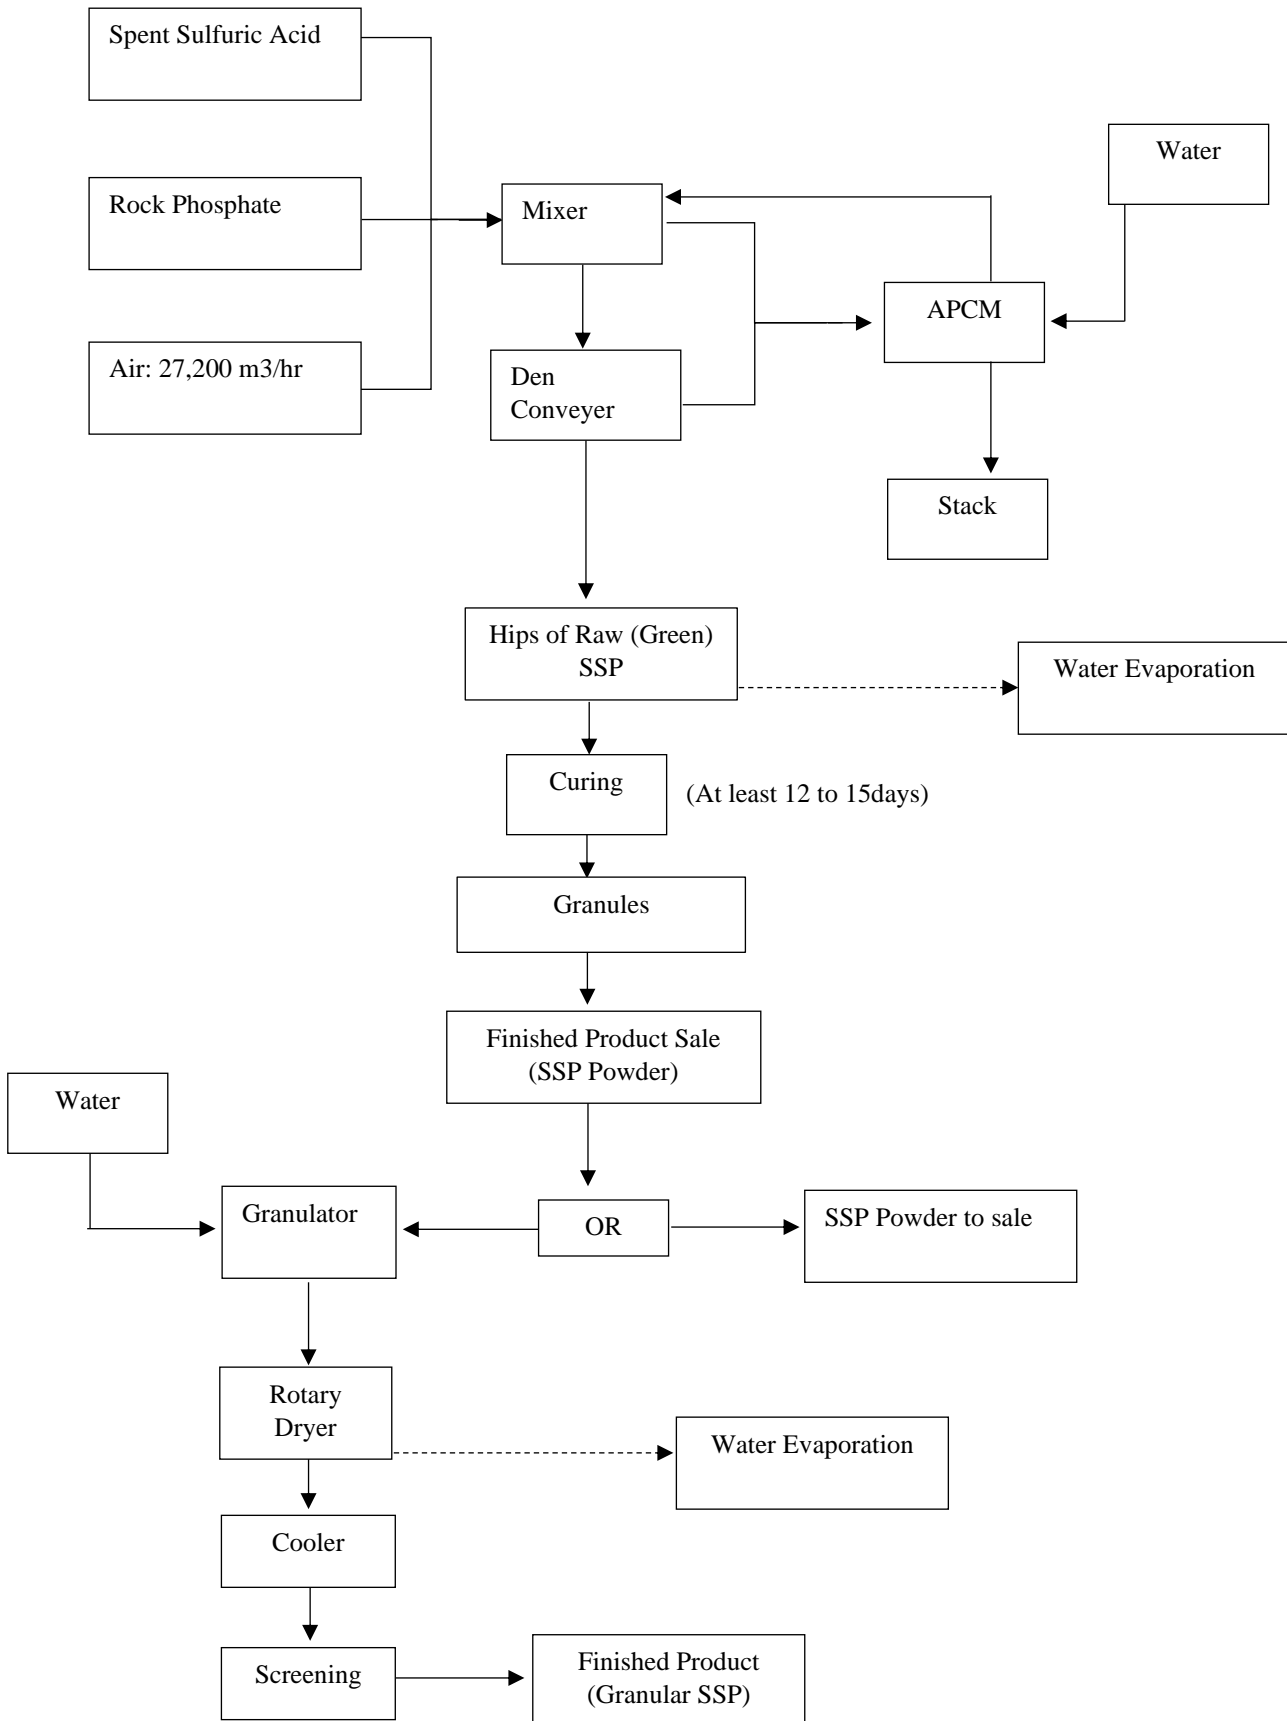 Spent Sulfuric Acid
Water
Rock Phosphate
Mixer
APCM
Air: 27,200 m3/hr
Den
Conveyer
Stack
Hips of Raw (Green)
SSP
Water Evaporation
Curing
(At least 12 to 15days)
Granules
Finished Product Sale
(SSP Powder)
Water
Granulator
OR
SSP Powder to sale
Rotary
Dryer
Water Evaporation
Cooler
Screening
Finished Product
(Granular SSP)